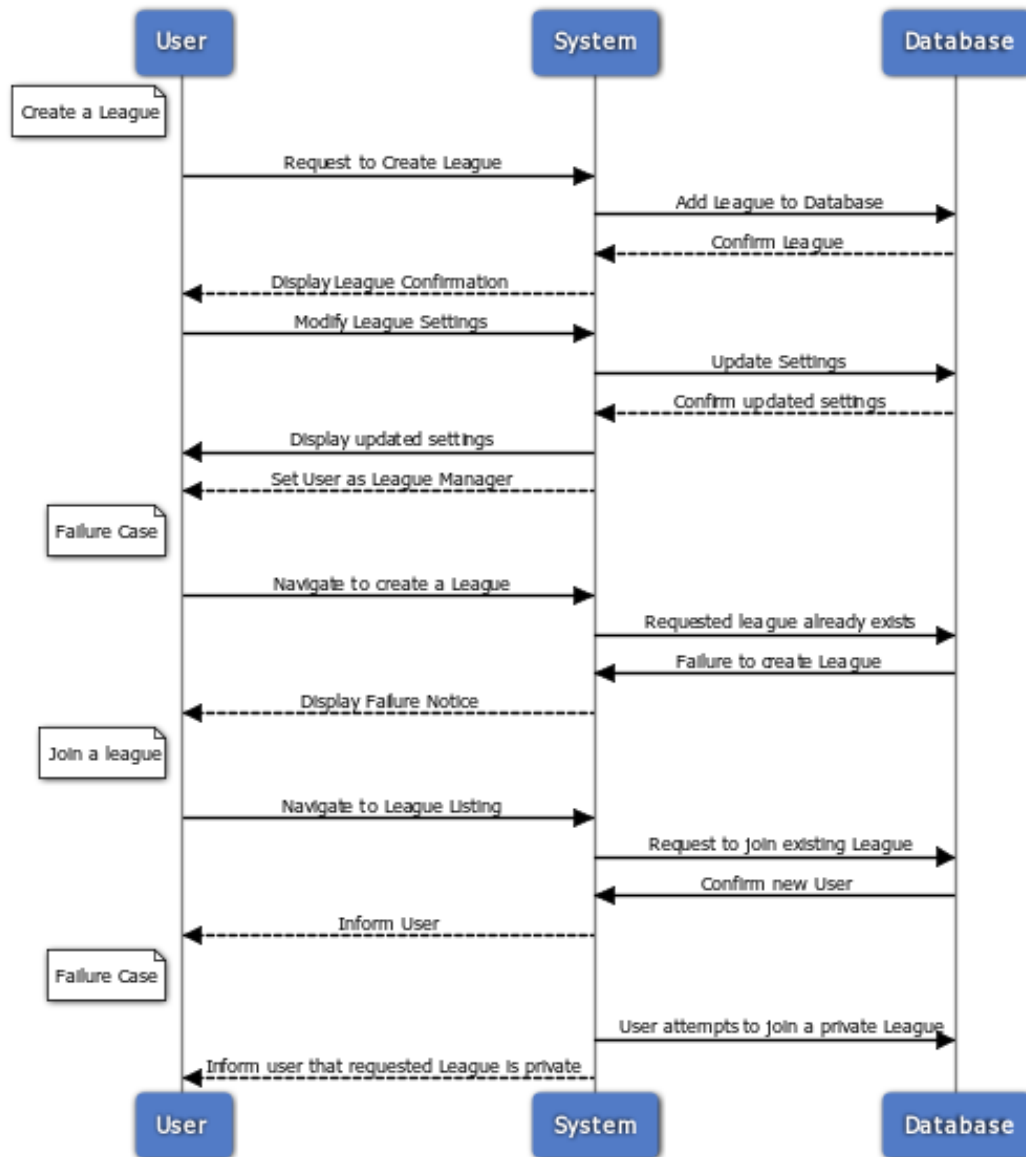 User System Database
Create a League
Request to Create League
Add League to Database
Confirm League
Display League Confirmation
Modify League Settings
Update Settings
Confirm updated settings
Display updated settings
Set User as League Manager
Failure Case
Navigate to create a League
Requested league already exists
Failure to create League
Display Failure Notice
Join a league
Navigate to League Listing
Request to join existing League
Confirm new User
Inform User
Failure Case
User attempts to join a private League
Inform user that requested League is private
User System Database